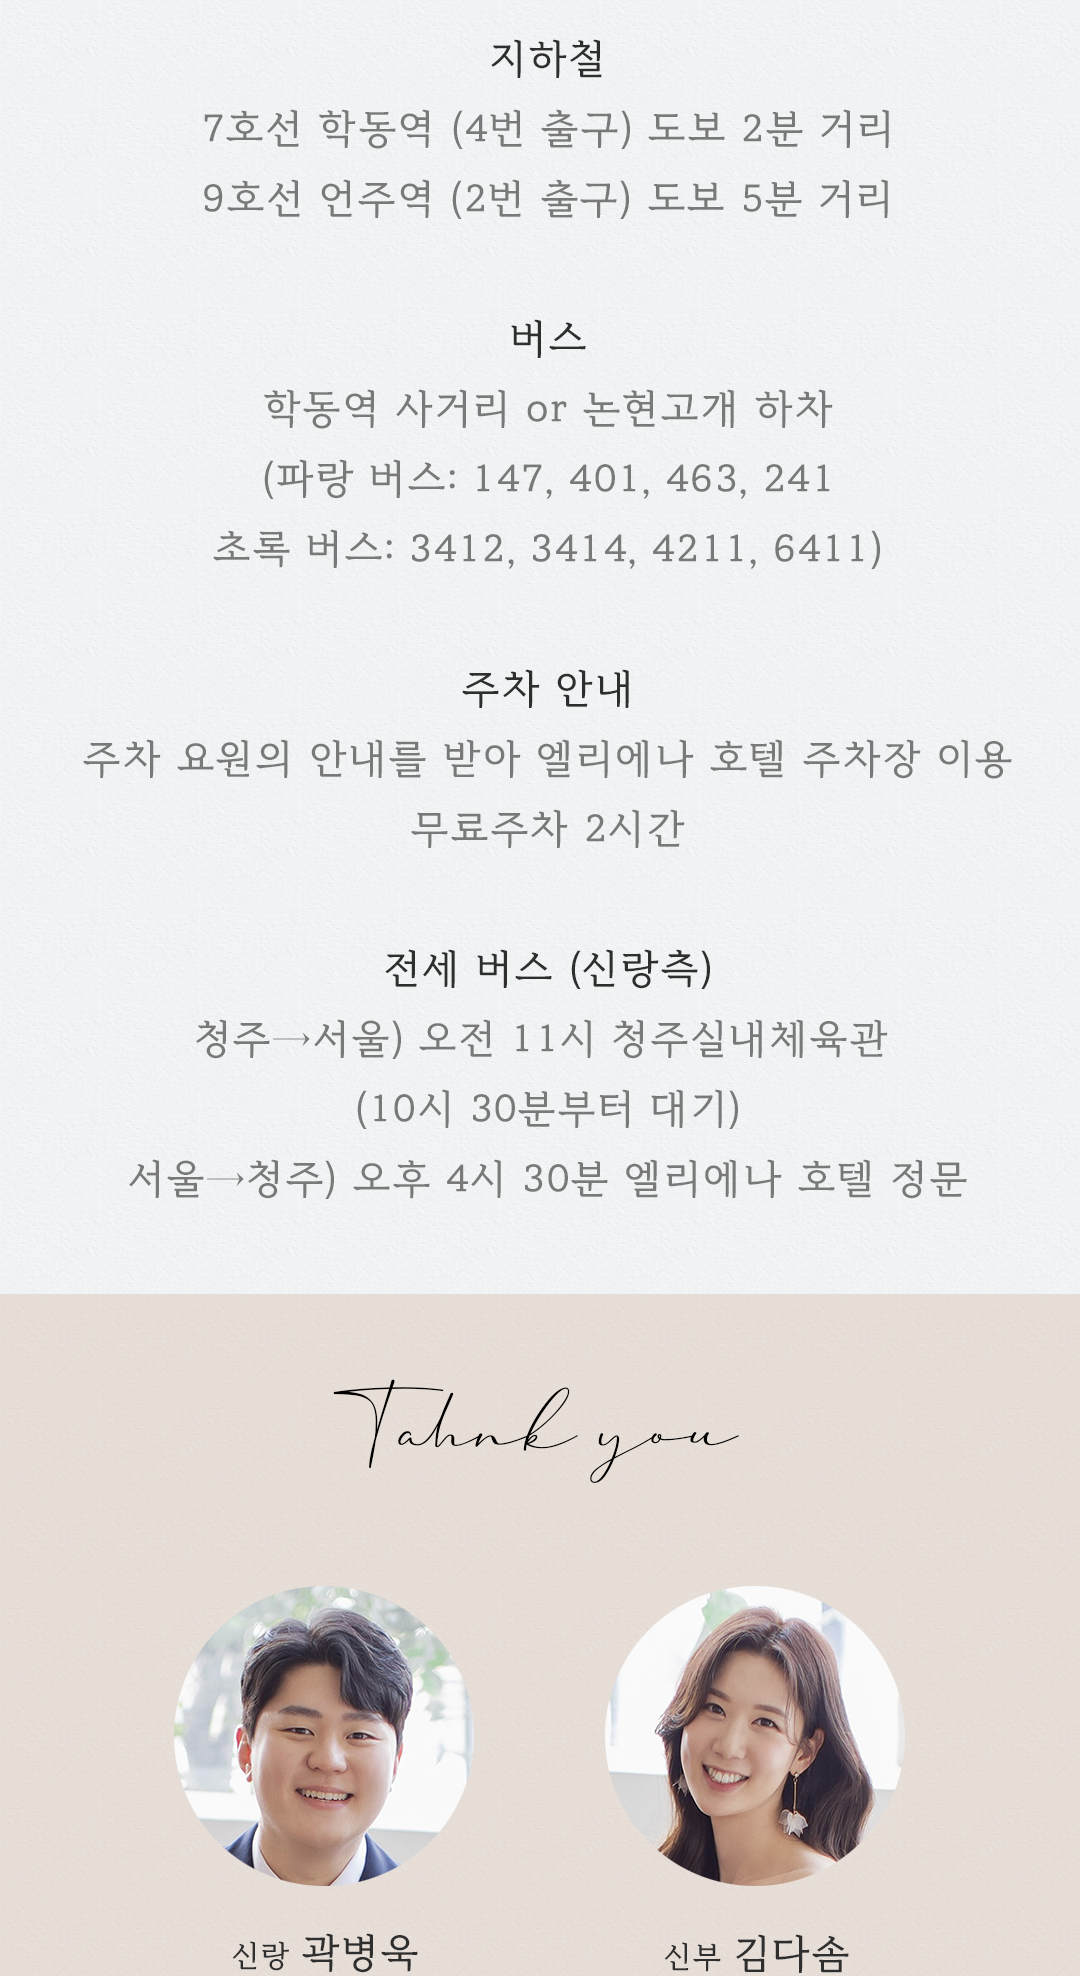 지하철
7호선 학동역 (4번 출구) 도보 2분 거리
9호선 언주역 (2번 출구) 도보 5분 거리
버스
학동역 사거리 or 논현고개 하차
(파랑 버스: 147, 401, 463, 241
초록 버스: 3412, 3414, 4211, 6411)
주차 안내
주차 요원의 안내를 받아 엘리에나 호텔 주차장 이용
무료주차 2시간
전세 버스 (신랑측)
청주→서울) 오전 11시 청주실내체육관
(10시 30분부터 대기)
서울→청주) 오후 4시 30분 엘리에나 호텔 정문
Tahnk you
신랑 곽병욱
신부 김다솜